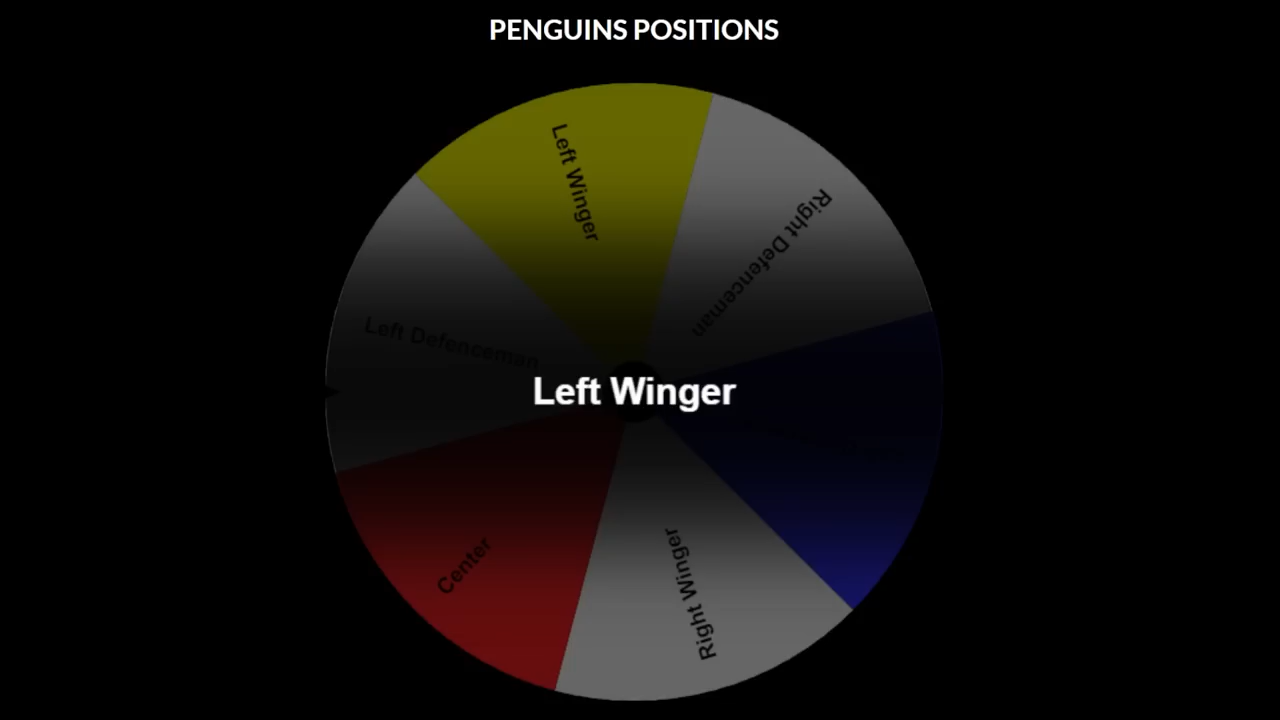 PENGUINS POSITIONS
Left Winger
Right Defenceman
Left Defenceman
Left Winger
Center
Right Winger